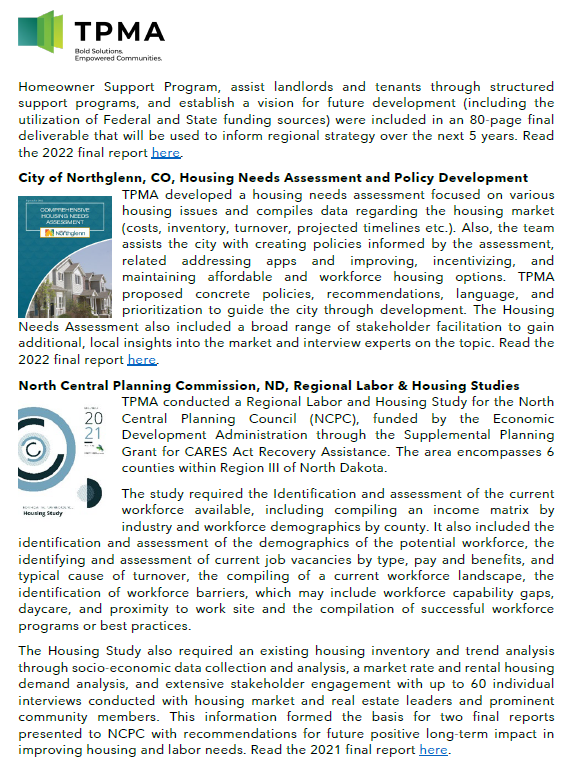 TPMA
Bold Solutions.
Empowered Communities.
Homeowner Support Program, assist landlords and tenants through structured
support programs, and establish a vision for future development (including the
utilization of Federal and State funding sources) were included in an 80-page final
deliverable that will be used to inform regional strategy over the next 5 years. Read
the 2022 final report here.
City of Northglenn, CO, Housing Needs Assessment and Policy Development
COMPREHENSIVE
HOUSING NEEDS
ASSESSMENT
Northglenn
TPMA developed a housing needs assessment focused on various
housing issues and compiles data regarding the housing market
(costs, inventory, turnover, projected timelines etc.). Also, the team
assists the city with creating policies informed by the assessment,
related addressing apps and improving, incentivizing, and
maintaining affordable and workforce housing options. TPMA
proposed concrete policies, recommendations, language, and
prioritization to guide the city through development. The Housing
Needs Assessment also included a broad range of stakeholder facilitation to gain
additional, local insights into the market and interview experts on the topic. Read the
2022 final report here.
North Central Planning Commission, ND, Regional Labor & Housing Studies
20
21
Housing Study
TPMA conducted a Regional Labor and Housing Study for the North
Central Planning Council (NCPC), funded by the Economic
Development Administration through the Supplemental Planning
Grant for CARES Act Recovery Assistance. The area encompasses 6
counties within Region III of North Dakota.
The study required the Identification and assessment of the current
workforce available, including compiling an income matrix by
industry and workforce demographics by county. It also included the
identification and assessment of the demographics of the potential workforce, the
identifying and assessment of current job vacancies by type, pay and benefits, and
typical cause of turnover, the compiling of a current workforce landscape, the
identification of workforce barriers, which may include workforce capability gaps,
daycare, and proximity to work site and the compilation of successful workforce
programs or best practices.
The Housing Study also required an existing housing inventory and trend analysis
through socio-economic data collection and analysis, a market rate and rental housing
demand analysis, and extensive stakeholder engagement with up to 60 individual
interviews conducted with housing market and real estate leaders and prominent
community members. This information formed the basis for two final reports
presented to NCPC with recommendations for future positive long-term impact in
improving housing and labor needs. Read the 2021 final report here.